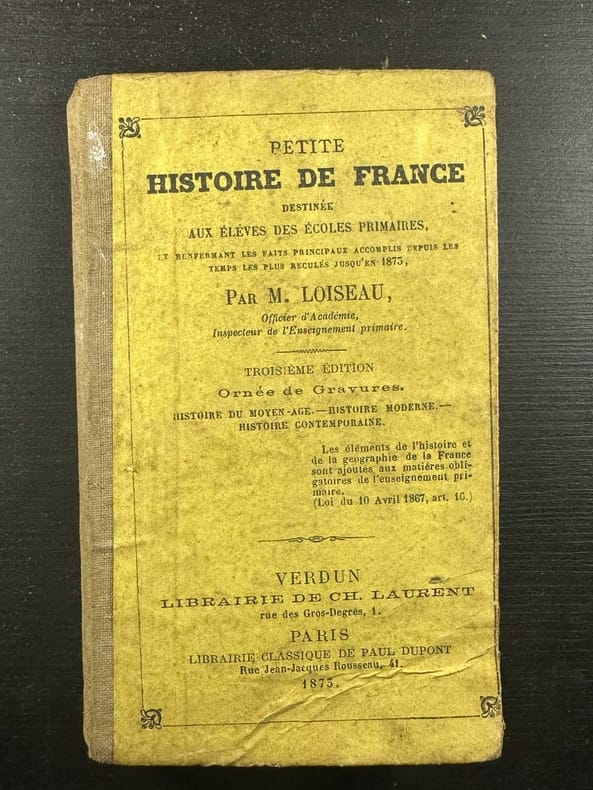 PETITE
HISTOIRE DE FRANCE
DESTINÉE
AUX ÉLÈVES DES ÉCOLES PRIMAIRES,
ET RENFERMANT LES FAITS PRINCIPAUX ACCOMPLIS DEPUIS LES
TEMPS LES PLUS RECULÉS JUSQU'EN 1873,
PAR M. LOISEAU,
Officier d'Académie,
Inspecteur de l'Enseignement primaire.
TROISIÈME ÉDITION
Ornée de Gravures.
HISTOIRE DU MOYEN-AGE.—HISTOIRE MODERNE.—
HISTOIRE CONTEMPORAINE.
Les éléments de l'histoire et
de la géographie de la France
sont ajoutés aux matières obli-
gatoires de l'enseignement pri-
maire.
(Loi du 10 Avril 1867, art. 16.)
VERDUN
LIBRAIRIE DE CH. LAURENT
rue des Gros-Degrés, 1.
PARIS
LIBRAIRIE CLASSIQUE DE PAUL DUPONT
Rue Jean-Jacques Rousseau, 41.
1873.